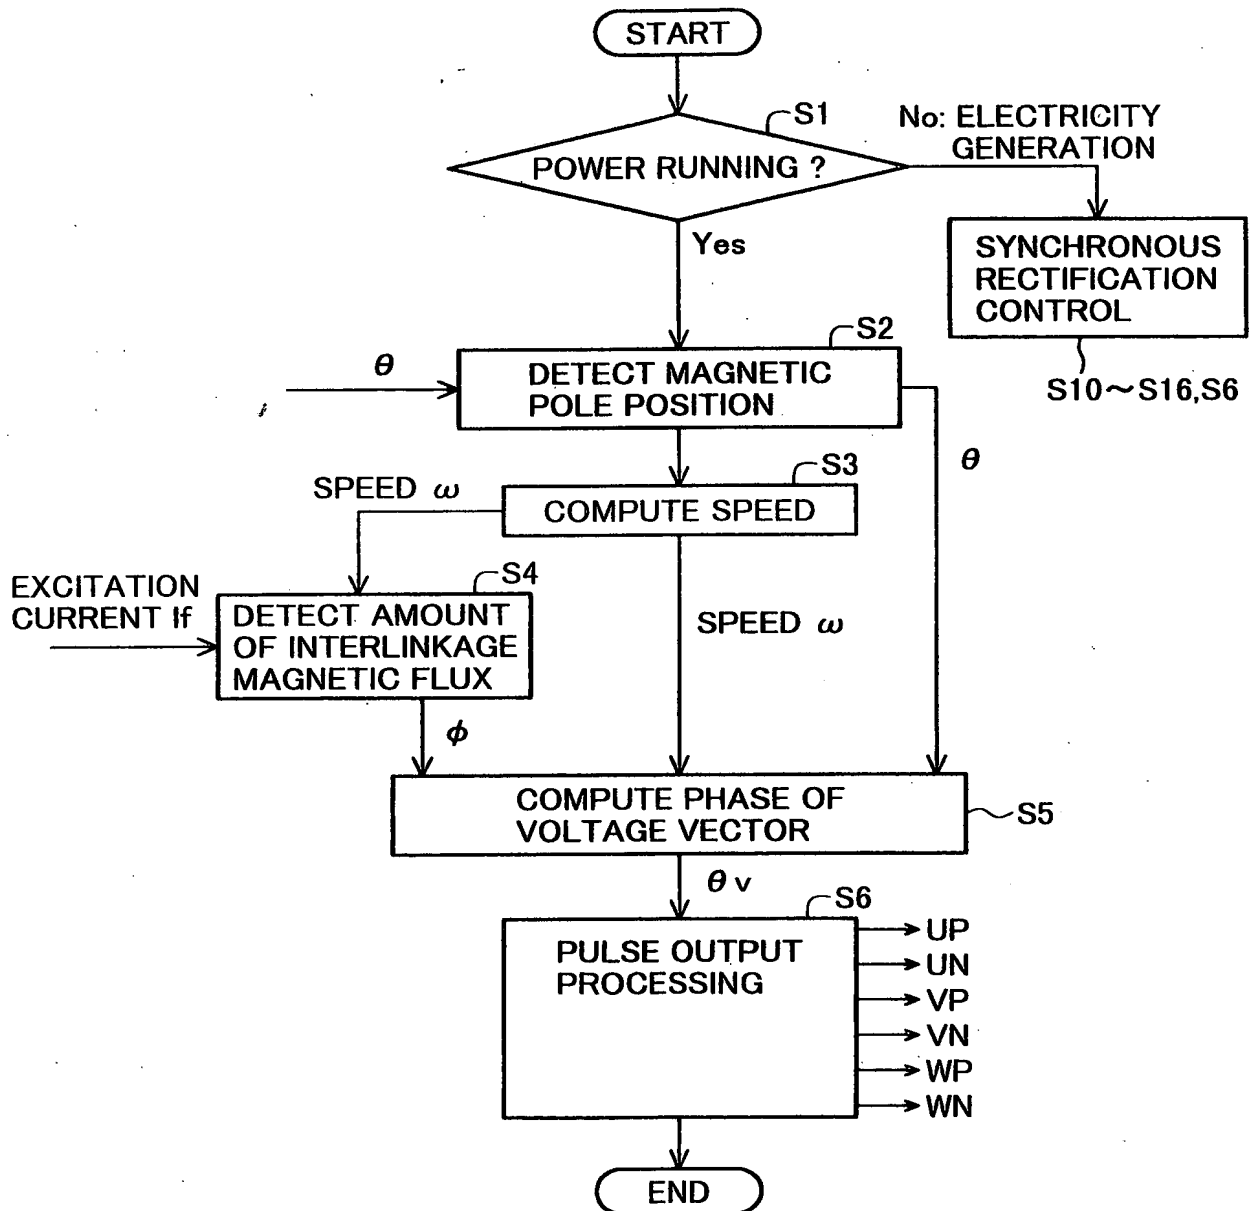 START
S1
No: ELECTRICITY
GENERATION
POWER RUNNING ?
Yes
SYNCHRONOUS
RECTIFICATION
CONTROL
S10～S16,S6
S2
θ
DETECT MAGNETIC
POLE POSITION
θ
S3
SPEED ω
COMPUTE SPEED
S4
EXCITATION
CURRENT If
DETECT AMOUNT
OF INTERLINKAGE
MAGNETIC FLUX
SPEED ω
ϕ
COMPUTE PHASE OF
VOLTAGE VECTOR
S5
θ v
S6
PULSE OUTPUT
PROCESSING
UP
UN
VP
VN
WP
WN
END